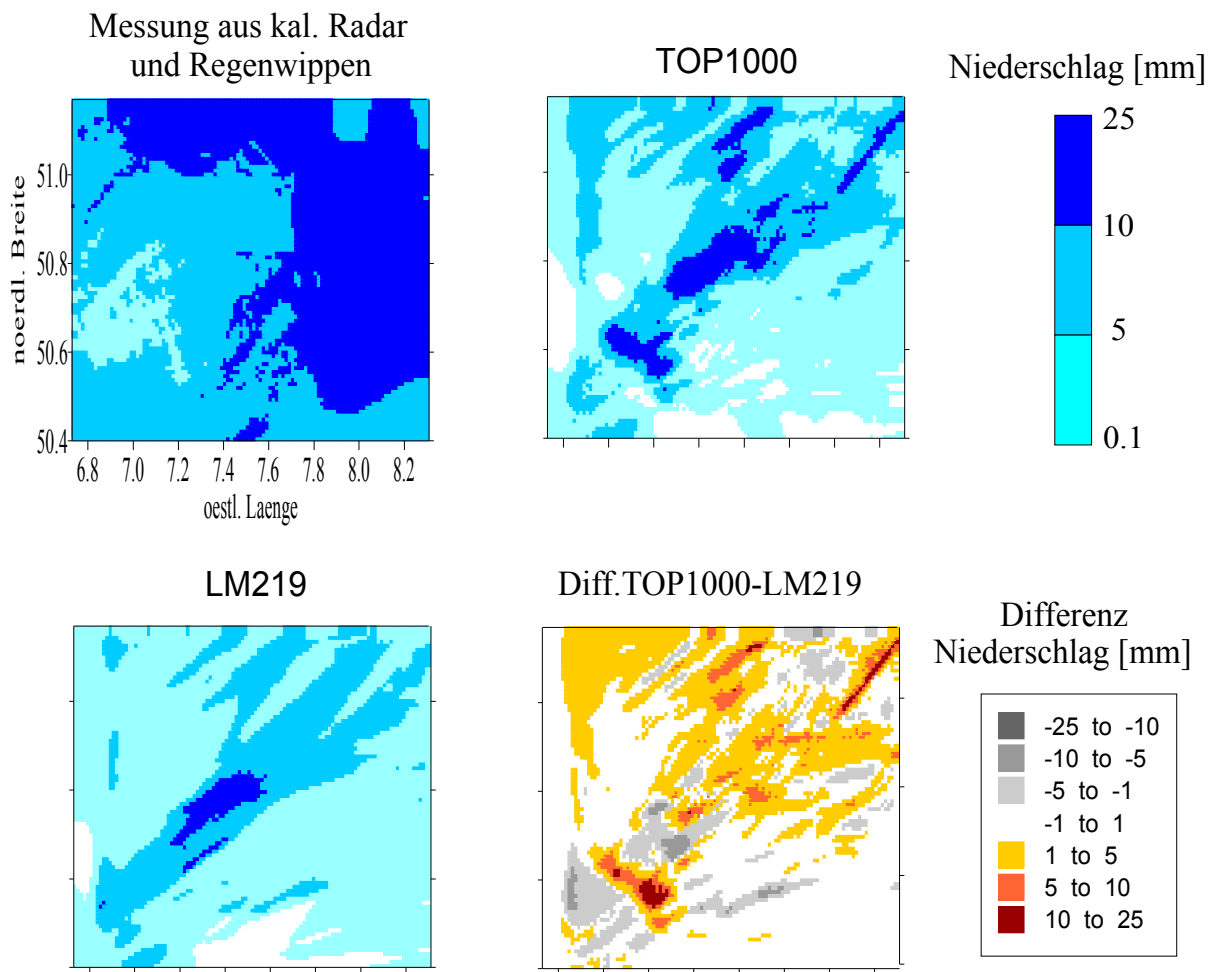 Messung aus kal. Radar
und Regenwippen
TOP1000
Niederschlag [mm]
25
10
5
0.1
noerdl. Breite
51.0
50.8
50.6
50.4
6.8 7.0 7.2 7.4 7.6 7.8 8.0 8.2
oestl. Laenge
LM219
Diff.TOP1000-LM219
Differenz
Niederschlag [mm]
-25 to -10
-10 to -5
-5 to -1
-1 to 1
1 to 5
5 to 10
10 to 25